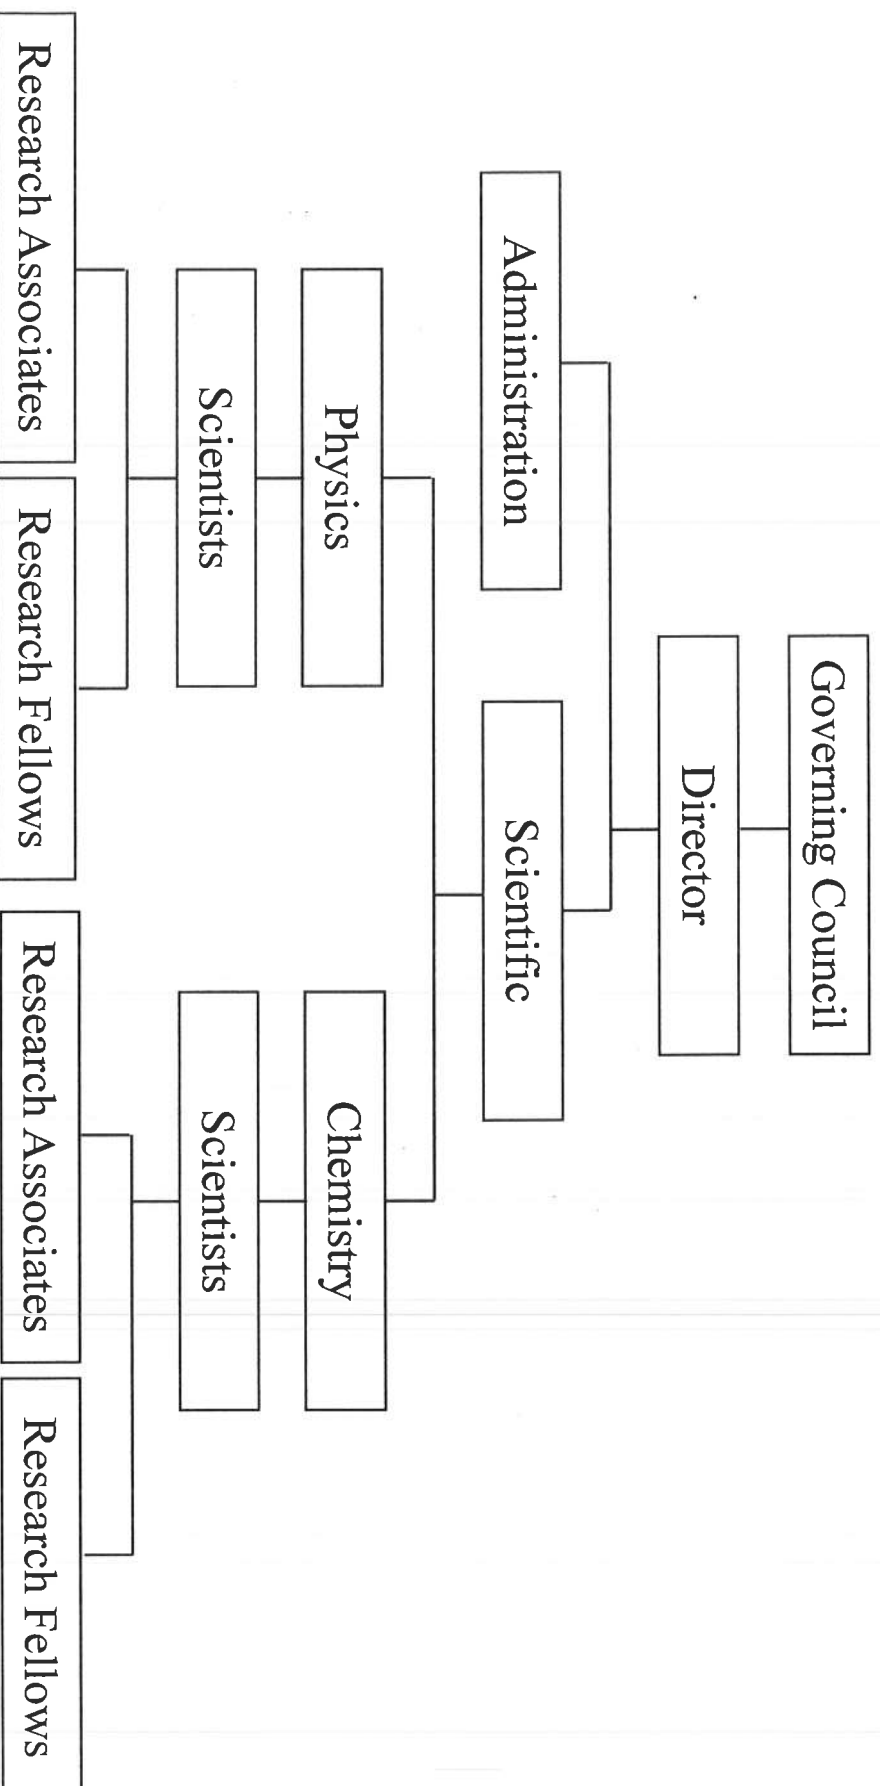 Governing Council
Director
Administration
Scientific
Physics
Chemistry
Scientists
Scientists
Research Associates
Research Fellows
Research Associates
Research Fellows